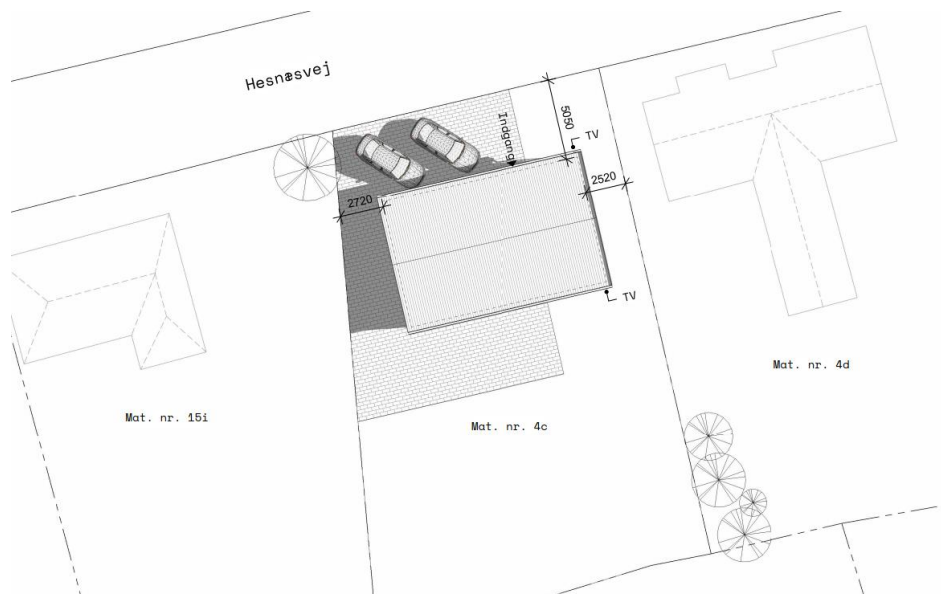 Hesnæsvej
Indgang
5050
TV
2520
2720
TV
Mat. nr. 4d
Mat. nr. 15i
Mat. nr. 4c